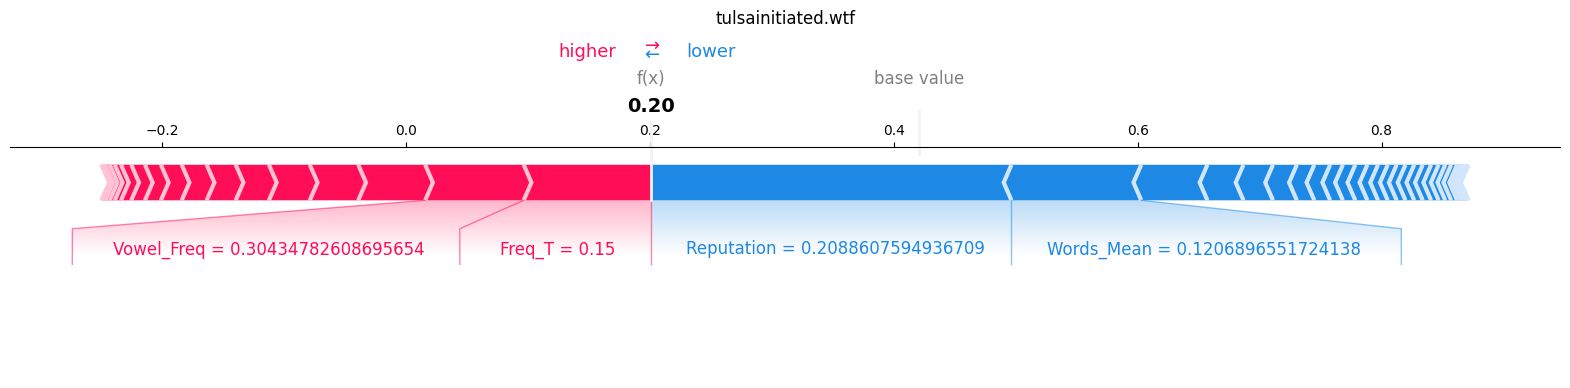 tulsainitiated.wtf
higher → ← lower
f(x) base value
0.20
−0.2 0.0 0.2 0.4 0.6 0.8
Vowel_Freq = 0.30434782608695654 Freq_T = 0.15 Reputation = 0.2088607594936709 Words_Mean = 0.1206896551724138